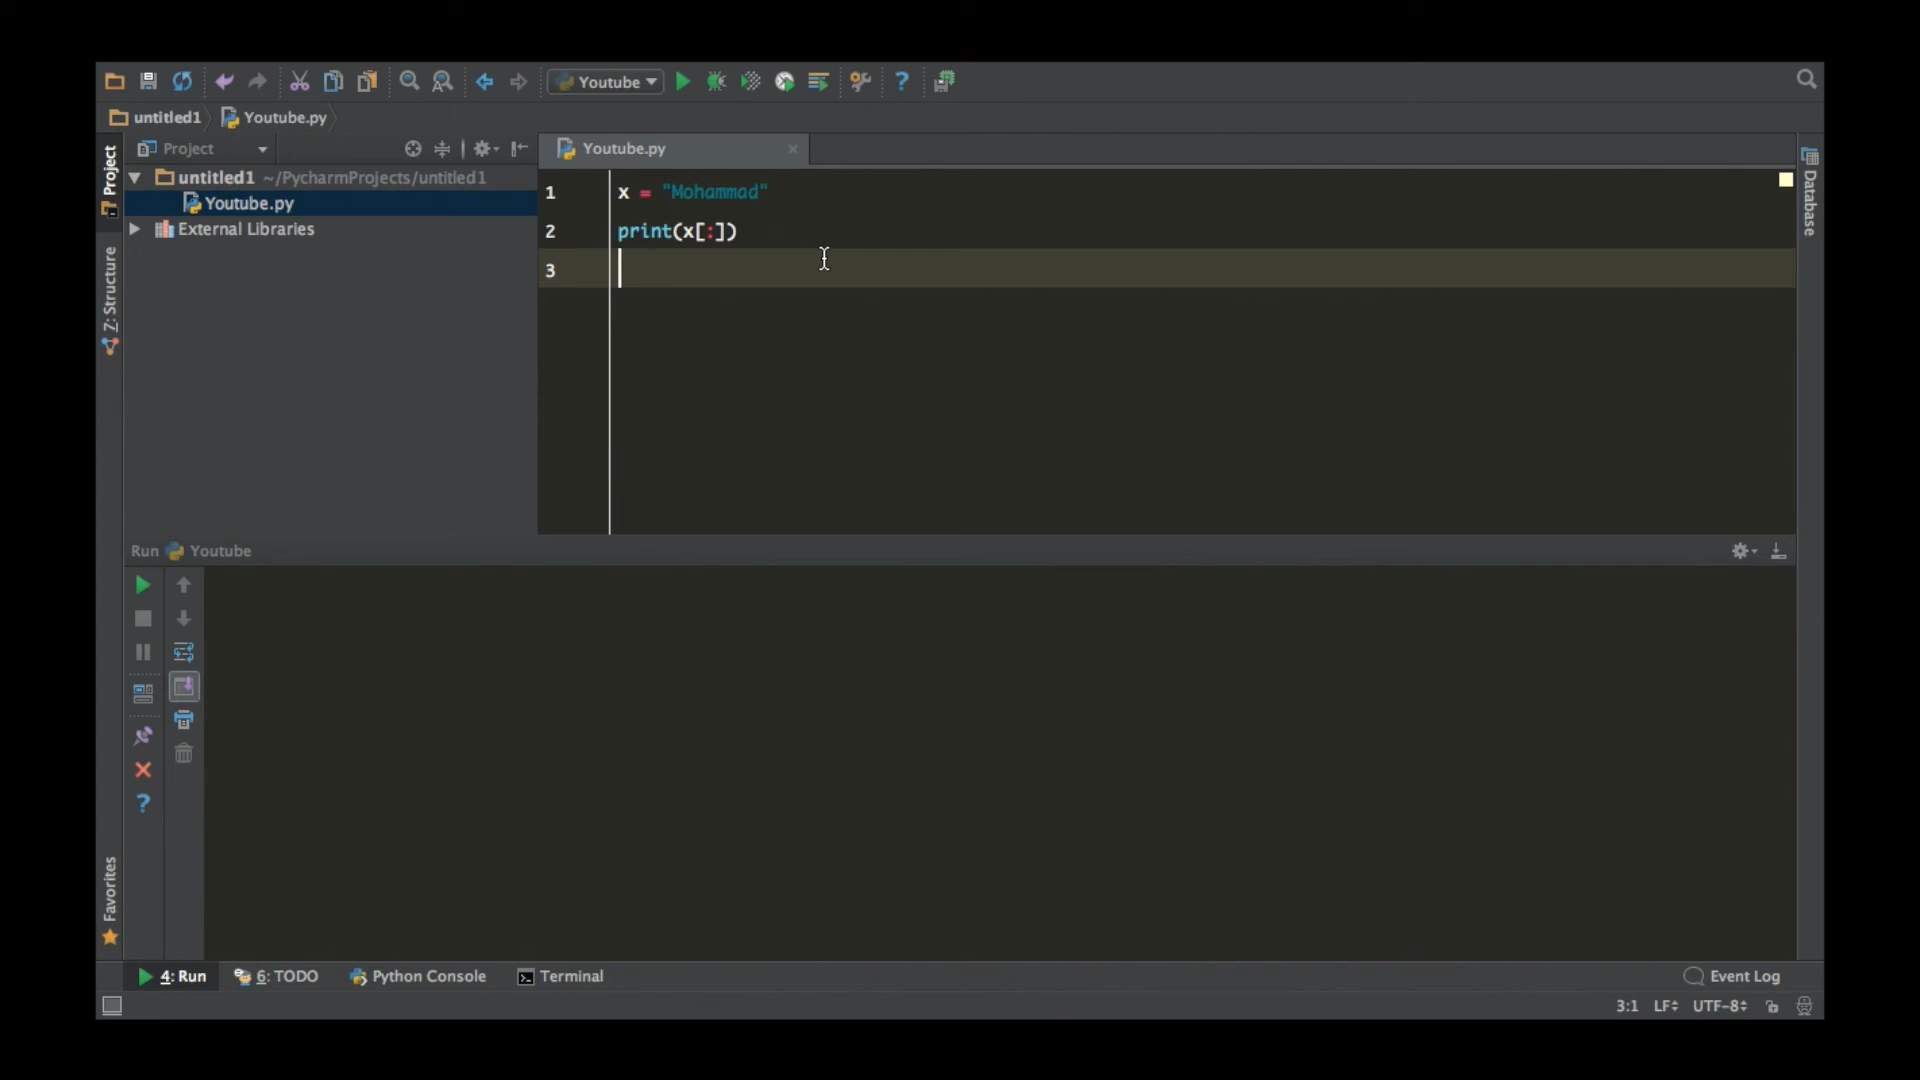 Youtube
untitled1 Youtube.py
Project
Youtube.py
Project
untitled1 ~/PycharmProjects/untitled1
Youtube.py
External Libraries
Z: Structure
Favorites
1 x = "Mohammad"
2 print(x[:])
3
Database
Run Youtube
4: Run 6: TODO Python Console Terminal Event Log
3:1 LF UTF-8